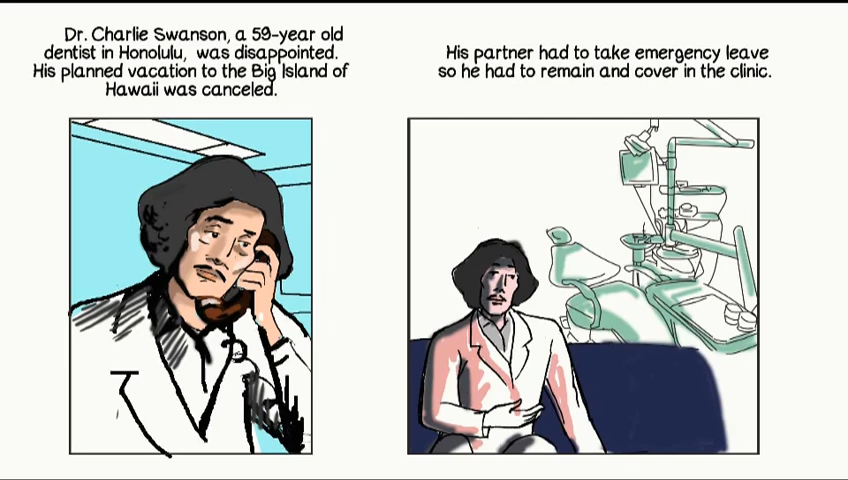 Dr. Charlie Swanson, a 59-year old
dentist in Honolulu, was disappointed.
His planned vacation to the Big Island of
Hawaii was canceled.
His partner had to take emergency leave
so he had to remain and cover in the clinic.